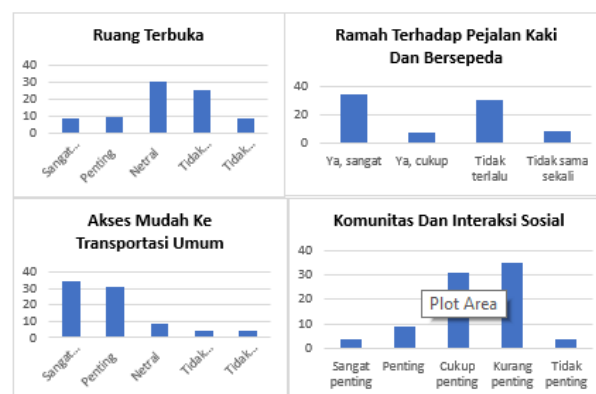 Ruang Terbuka
40
30
20
10
0
Sangat...
Penting
Netral
Tidak...
Tidak...
Ramah Terhadap Pejalan Kaki
Dan Bersepeda
40
20
0
Ya, sangat
Ya, cukup
Tidak
terlalu
Tidak sama
sekali
Akses Mudah Ke
Transportasi Umum
40
30
20
10
0
Sangat...
Penting
Netral
Tidak...
Tidak...
Komunitas Dan Interaksi Sosial
40
30
20
10
0
Plot Area
Sangat
penting
Penting
Cukup
penting
Kurang
penting
Tidak
penting